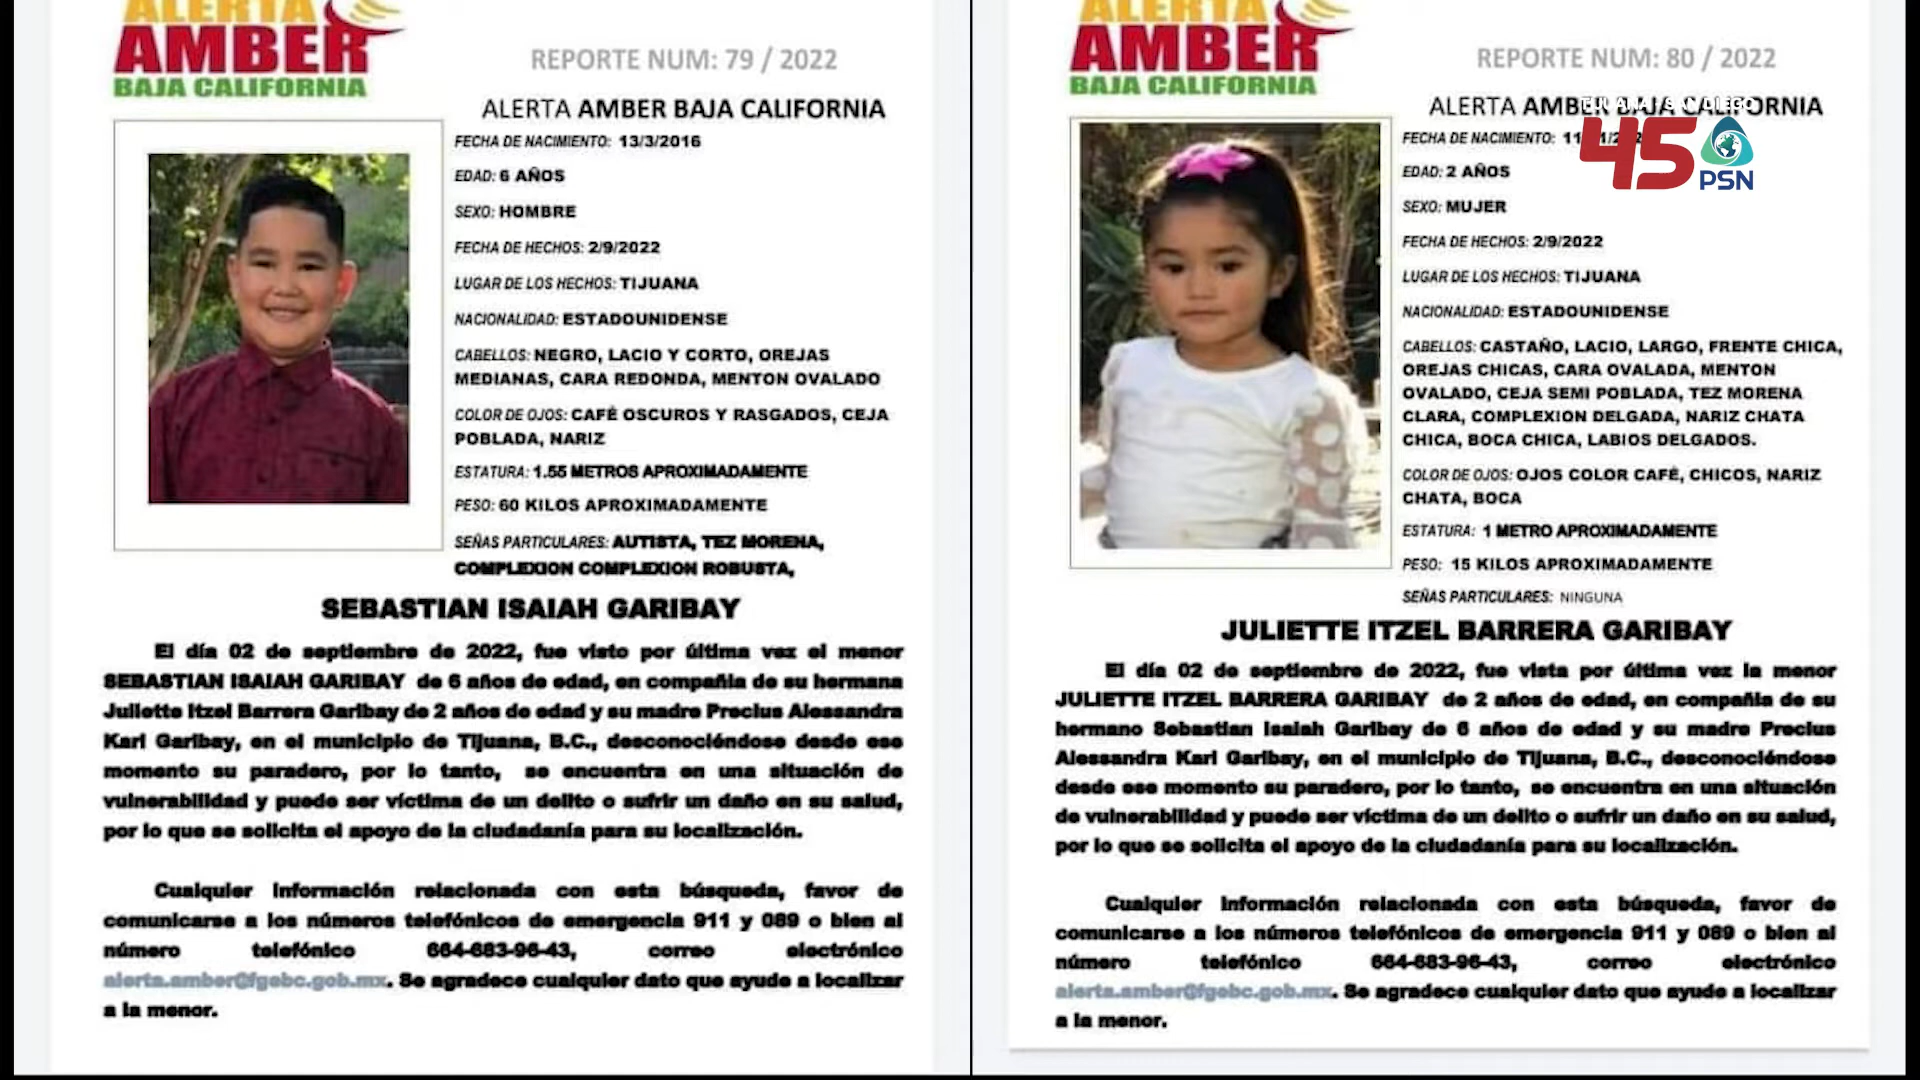 ALERTA
AMBER
BAJA CALIFORNIA
REPORTE NUM: 79 / 2022
ALERTA AMBER BAJA CALIFORNIA
FECHA DE NACIMIENTO: 13/3/2016
EDAD: 6 AÑOS
SEXO: HOMBRE
FECHA DE HECHOS: 2/9/2022
LUGAR DE LOS HECHOS: TIJUANA
NACIONALIDAD: ESTADOUNIDENSE
CABELLOS: NEGRO, LACIO Y CORTO, OREJAS
MEDIANAS, CARA REDONDA, MENTON OVALADO
COLOR DE OJOS: CAFÉ OSCUROS Y RASGADOS, CEJA
POBLADA, NARIZ
ESTATURA: 1.55 METROS APROXIMADAMENTE
PESO: 60 KILOS APROXIMADAMENTE
SEÑAS PARTICULARES: AUTISTA, TEZ MORENA,
COMPLEXION COMPLEXION ROBUSTA,
SEBASTIAN ISAIAH GARIBAY
El día 02 de septiembre de 2022, fue visto por última vez el menor
SEBASTIAN ISAIAH GARIBAY de 6 años de edad, en compañia de su hermana
Juliette Itzel Barrera Garibay de 2 años de edad y su madre Precius Alessandra
Kari Garibay, en el municipio de Tijuana, B.C., desconociéndose desde ese
momento su paradero, por lo tanto, se encuentra en una situación de
vulnerabilidad y puede ser víctima de un delito o sufrir un daño en su salud,
por lo que se solicita el apoyo de la ciudadanía para su localización.
Cualquier información relacionada con esta búsqueda, favor de
comunicarse a los números telefónicos de emergencia 911 y 089 o bien al
número telefónico 664-683-96-43, correo electrónico
alerta.amber@fgebc.gob.mx. Se agradece cualquier dato que ayude a localizar
a la menor.
ALERTA
AMBER
BAJA CALIFORNIA
REPORTE NUM: 80 / 2022
ALERTA AMBER BAJA CALIFORNIA
TIJUANA SAN DIEGO
45
PSN
FECHA DE NACIMIENTO:
EDAD: 2 AÑOS
SEXO: MUJER
FECHA DE HECHOS: 2/9/2022
LUGAR DE LOS HECHOS: TIJUANA
NACIONALIDAD: ESTADOUNIDENSE
CABELLOS: CASTAÑO, LACIO, LARGO, FRENTE CHICA,
OREJAS CHICAS, CARA OVALADA, MENTON
OVALADO, CEJA SEMI POBLADA, TEZ MORENA
CLARA, COMPLEXION DELGADA, NARIZ CHATA
CHICA, BOCA CHICA, LABIOS DELGADOS.
COLOR DE OJOS: OJOS COLOR CAFÉ, CHICOS, NARIZ
CHATA, BOCA
ESTATURA: 1 METRO APROXIMADAMENTE
PESO: 15 KILOS APROXIMADAMENTE
SEÑAS PARTICULARES: NINGUNA
JULIETTE ITZEL BARRERA GARIBAY
El día 02 de septiembre de 2022, fue vista por última vez la menor
JULIETTE ITZEL BARRERA GARIBAY de 2 años de edad, en compañia de su
hermano Sebastian Isaiah Garibay de 6 años de edad y su madre Precius
Alessandra Kari Garibay, en el municipio de Tijuana, B.C., desconociéndose
desde ese momento su paradero, por lo tanto, se encuentra en una situación
de vulnerabilidad y puede ser víctima de un delito o sufrir un daño en su salud,
por lo que se solicita el apoyo de la ciudadanía para su localización.
Cualquier información relacionada con esta búsqueda, favor de
comunicarse a los números telefónicos de emergencia 911 y 089 o bien al
número telefónico 664-683-96-43, correo electrónico
alerta.amber@fgebc.gob.mx. Se agradece cualquier dato que ayude a localizar
a la menor.